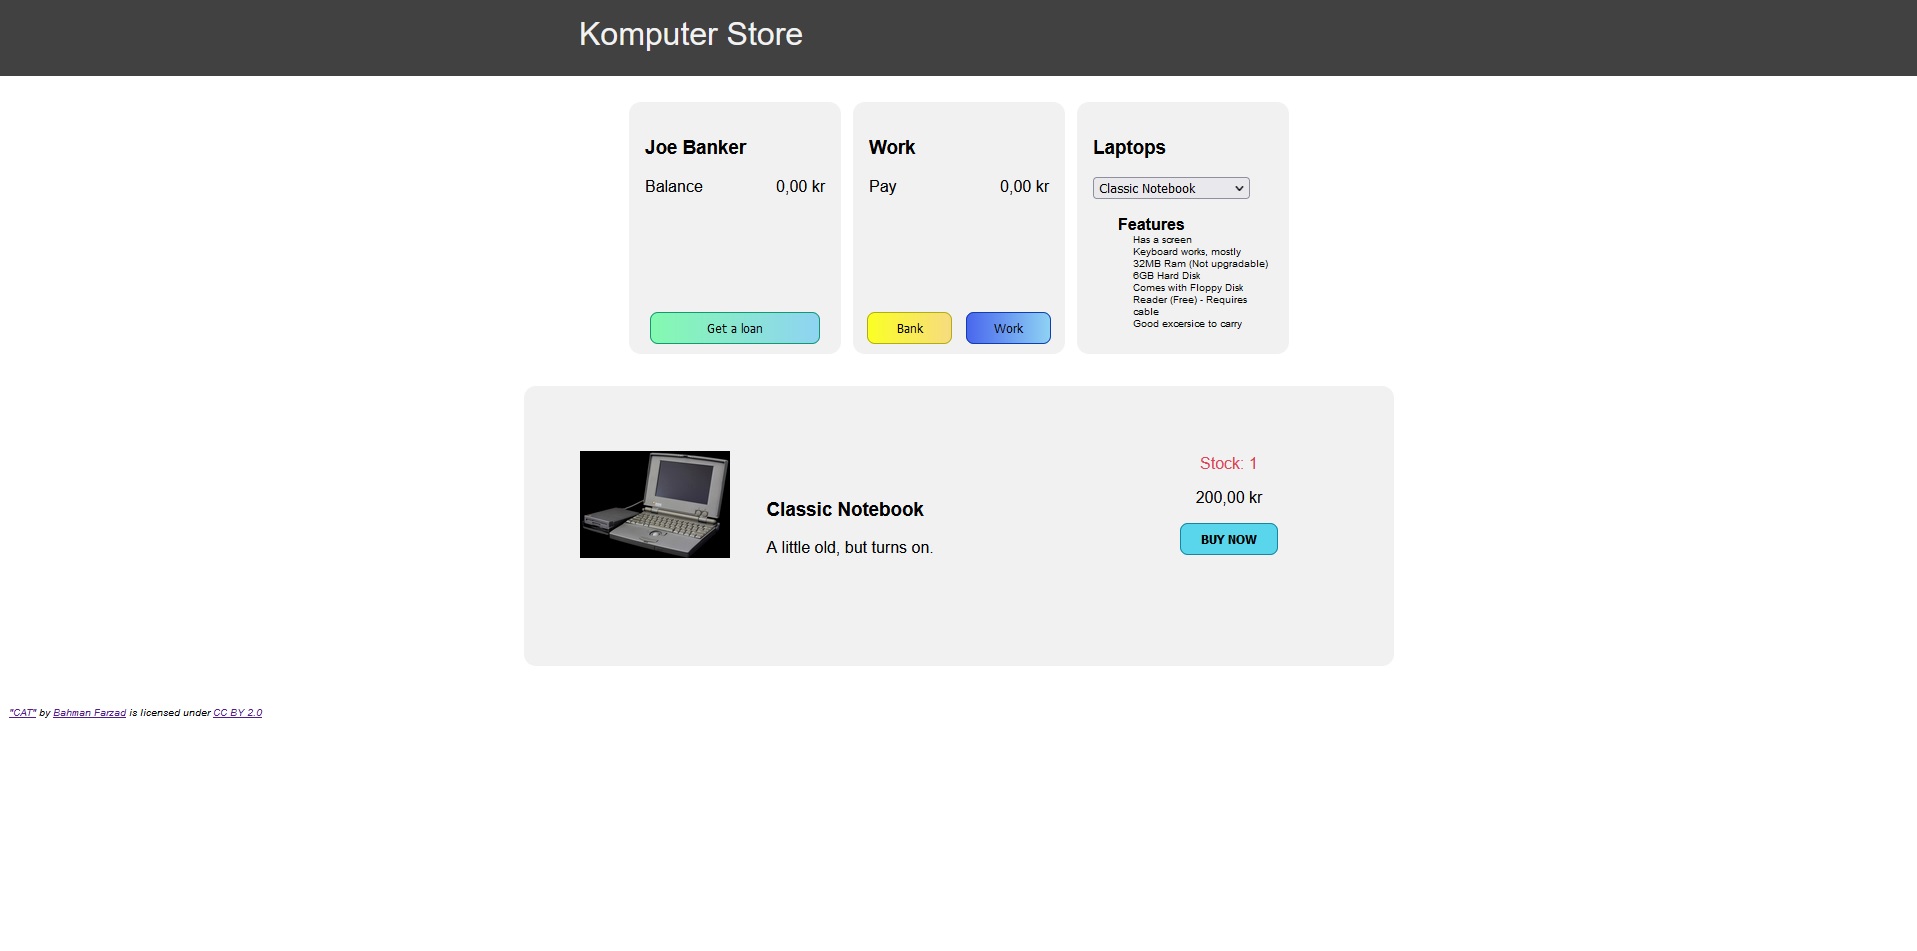 Komputer Store
Joe Banker
Balance 0,00 kr
Get a loan
Work
Pay 0,00 kr
Bank Work
Laptops
Classic Notebook
Features
Has a screen
Keyboard works, mostly
32MB Ram (Not upgradable)
6GB Hard Disk
Comes with Floppy Disk
Reader (Free) - Requires
cable
Good excersice to carry
Classic Notebook
A little old, but turns on.
Stock: 1
200,00 kr
BUY NOW
"CAT" by Bahman Farzad is licensed under CC BY 2.0